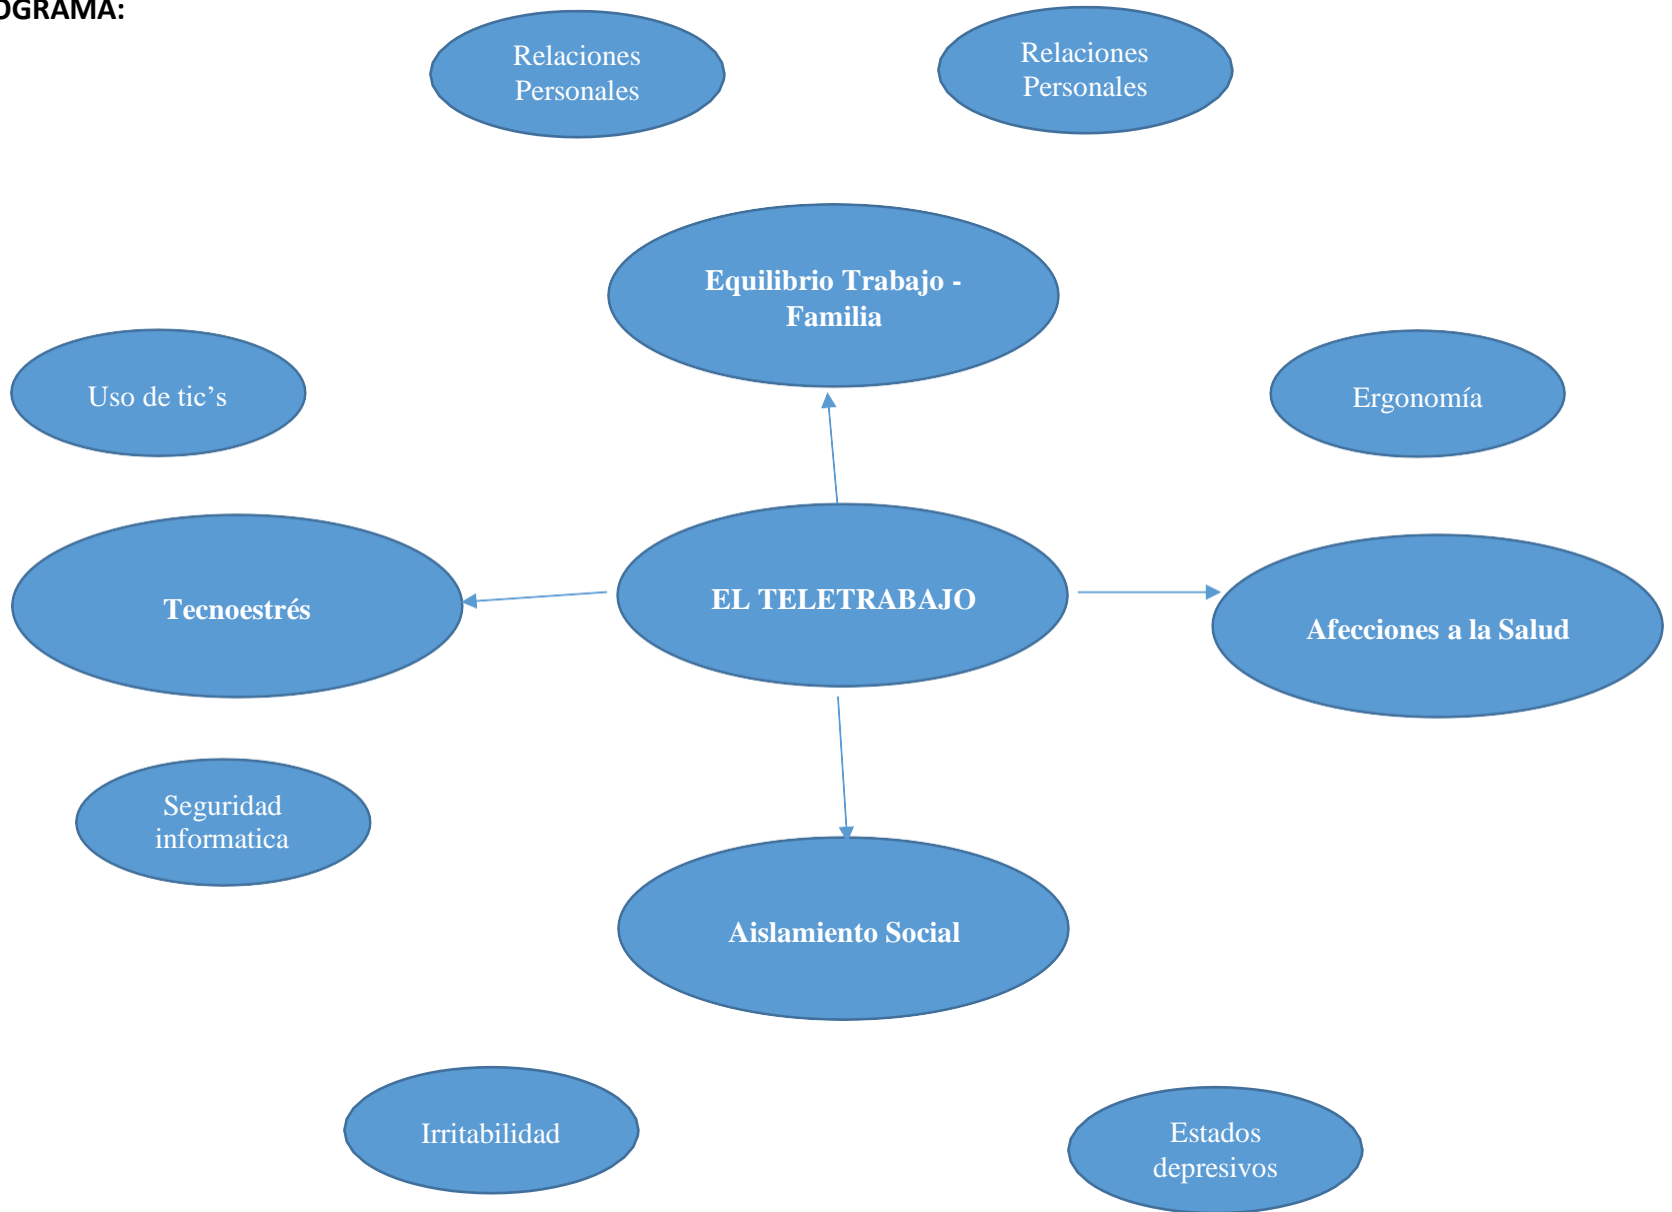 OGRAMA:
Relaciones
Personales
Relaciones
Personales
Equilibrio Trabajo -
Familia
Uso de tic’s
Ergonomía
Tecnoestrés
EL TELETRABAJO
Afecciones a la Salud
Seguridad
informatica
Aislamiento Social
Irritabilidad
Estados
depresivos